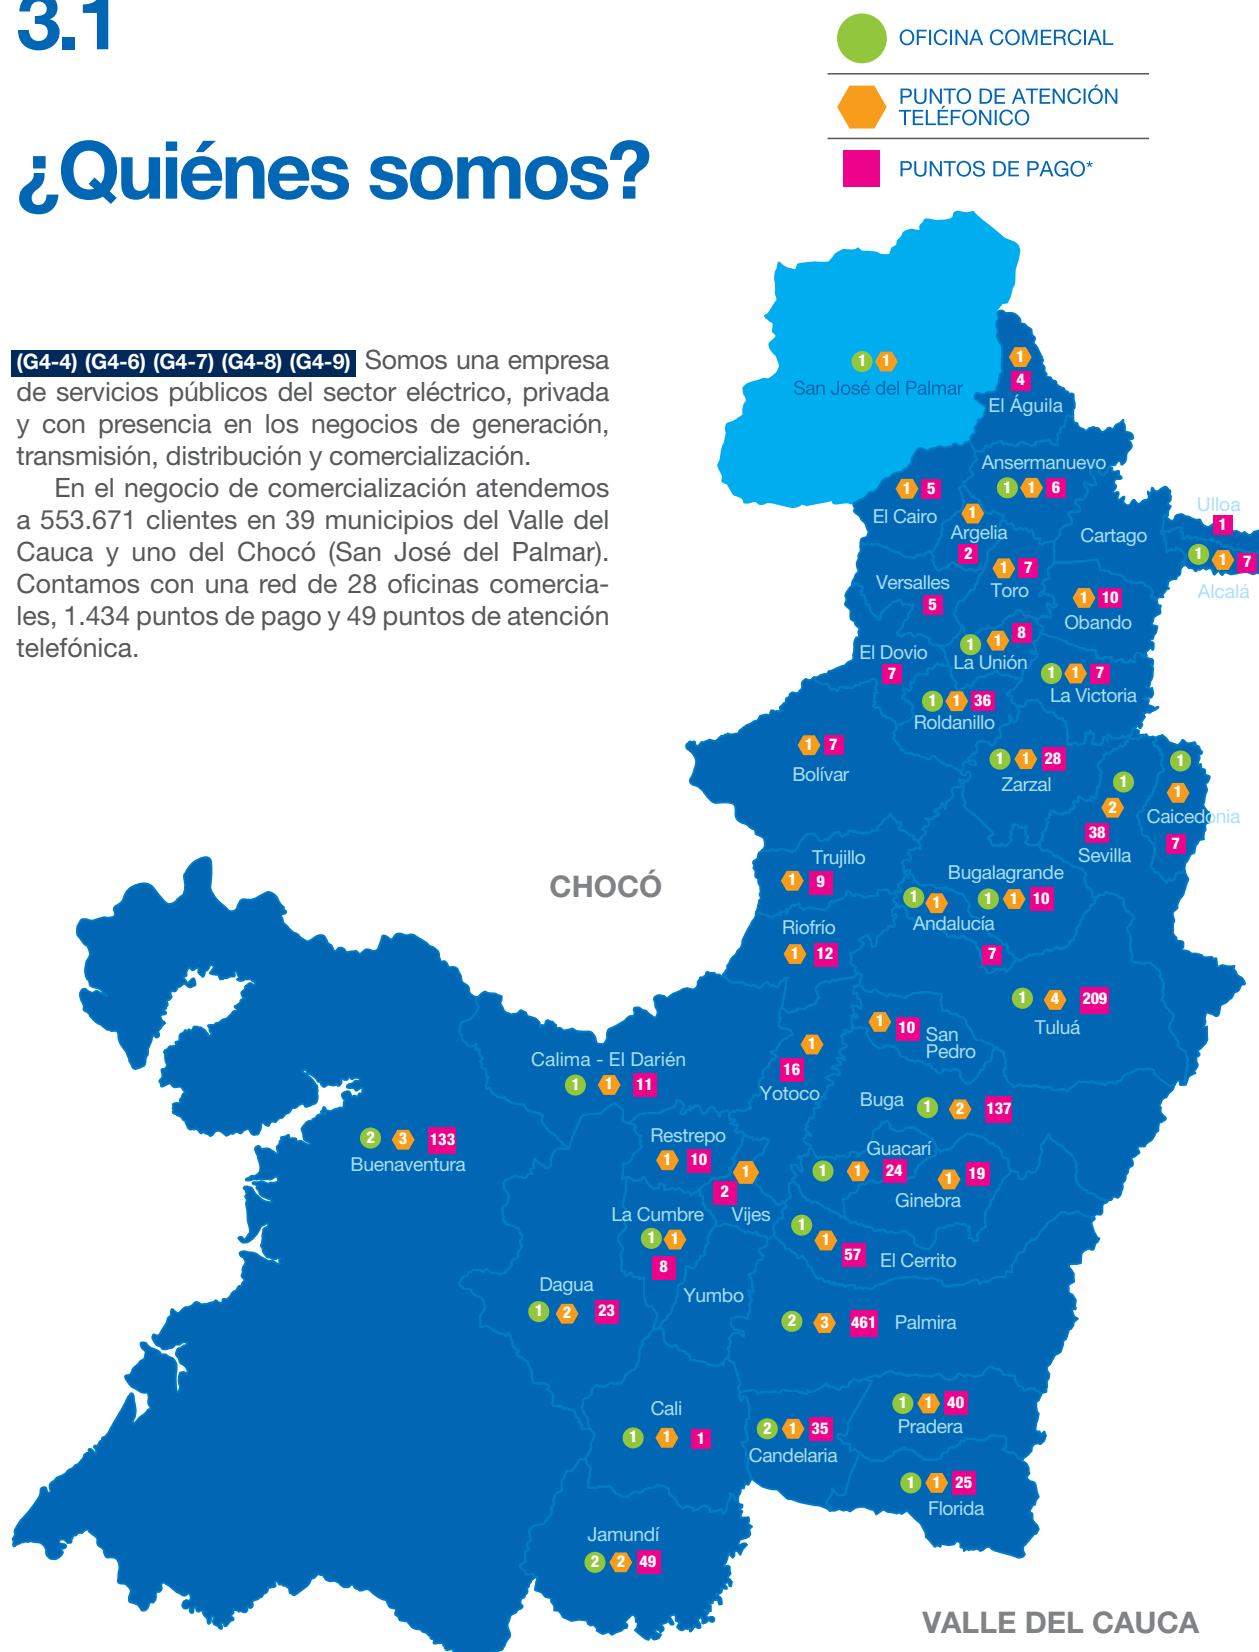 3.1
¿Quiénes somos?
OFICINA COMERCIAL
PUNTO DE ATENCIÓN
TELÉFONICO
PUNTOS DE PAGO*
(G4-4) (G4-6) (G4-7) (G4-8) (G4-9) Somos una empresa
de servicios públicos del sector eléctrico, privada
y con presencia en los negocios de generación,
transmisión, distribución y comercialización.
En el negocio de comercialización atendemos
a 553.671 clientes en 39 municipios del Valle del
Cauca y uno del Chocó (San José del Palmar).
Contamos con una red de 28 oficinas comercia-
les, 1.434 puntos de pago y 49 puntos de atención
telefónica.
1 1
San José del Palmar
1
4
El Águila
Ansermanuevo
1 1 6
1 5
El Cairo
1
Argelia
2
Cartago
Ulloa
1
1 1 7
Alcalá
Versalles
5
1 7
Toro
1 10
Obando
El Dovio
7
1 1 8
La Unión
1 1 7
La Victoria
1 1 36
Roldanillo
1 7
Bolívar
1 1 28
Zarzal
1
2
38
Sevilla
1
1
Caicedonia
7
Trujillo
1 9
CHOCÓ
Bugalagrande
1 1 10
1 1
Andalucía
7
Riofrío
1 12
1 4 209
Tuluá
1 10 San
Pedro
1
16
Yotoco
Calima - El Darién
1 1 11
Buga 1 2 137
2 3 133
Buenaventura
Restrepo
1 10
1
2
Vijes
Guacarí
1 1 24
1 19
Ginebra
La Cumbre
1 1
8
1
1
57 El Cerrito
Dagua
1 2 23
Yumbo
2 3 461 Palmira
Cali
1 1 1
2 1 35
Candelaria
1 1 40
Pradera
1 1 25
Florida
Jamundí
2 2 49
VALLE DEL CAUCA